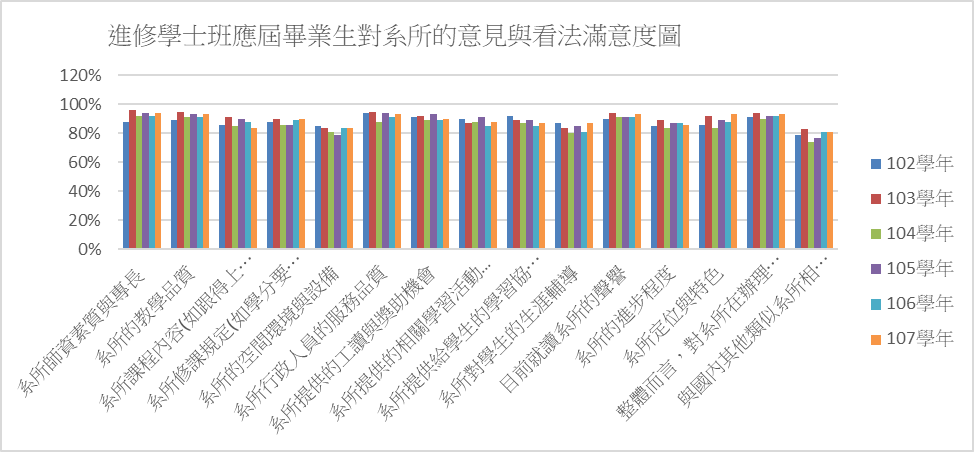 進修學士班應屆畢業生對系所的意見與看法滿意度圖
120%
100%
80%
60%
40%
20%
0%
系所師資素質與專長
系所的教學品質
系所課程內容(如跟得上…
系所修課規定(如學分要…
系所的空間環境與設備
系所行政人員的服務品質
系所提供的工讀與獎助機會
系所提供的相關學習活動…
系所提供給學生的學習協…
系所對學生的生涯輔導
目前就讀系所的聲譽
系所的進步程度
系所定位與特色
整體而言，對系所在辦理…
與國內其他類似系所相…
102學年
103學年
104學年
105學年
106學年
107學年